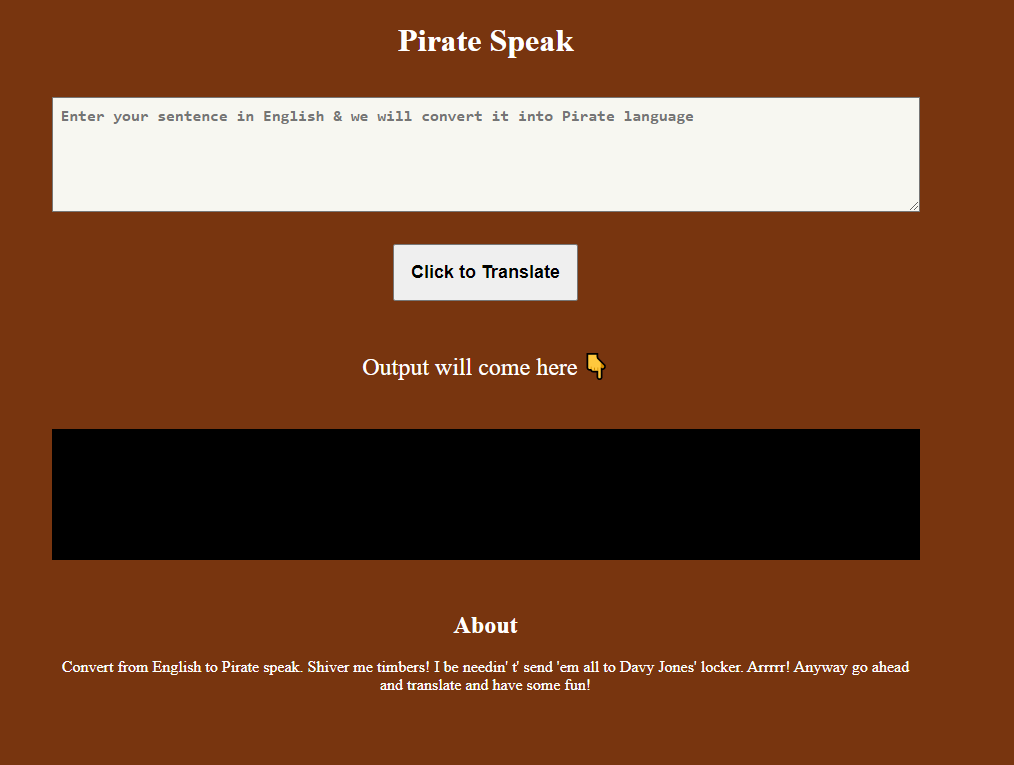 Pirate Speak
Enter your sentence in English & we will convert it into Pirate language
Click to Translate
Output will come here 👇
About
Convert from English to Pirate speak. Shiver me timbers! I be needin' t' send 'em all to Davy Jones' locker. Arrrrr! Anyway go ahead
and translate and have some fun!